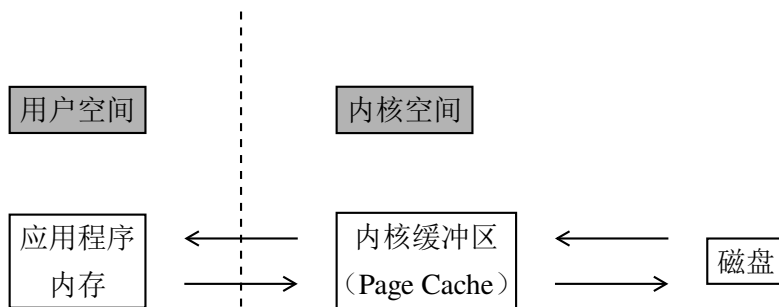 用户空间
内核空间
应用程序
内存
内核缓冲区
（Page Cache）
磁盘